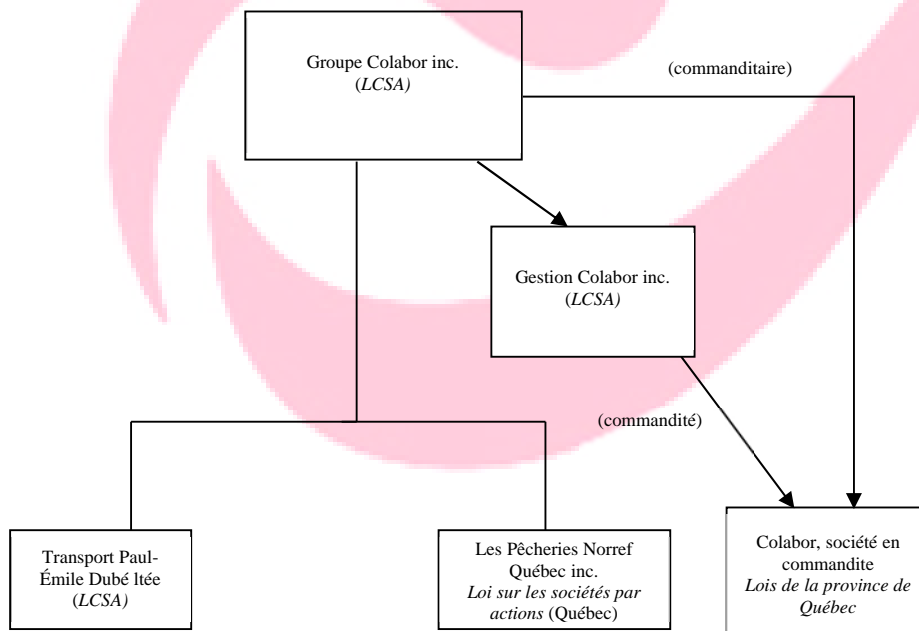 Groupe Colabor inc.
(LCSA)
(commanditaire)
Gestion Colabor inc.
(LCSA)
(commandité)
Transport Paul-
Émile Dubé ltée
(LCSA)
Les Pêcheries Norref
Québec inc.
Loi sur les sociétés par
actions (Québec)
Colabor, société en
commandite
Lois de la province de
Québec